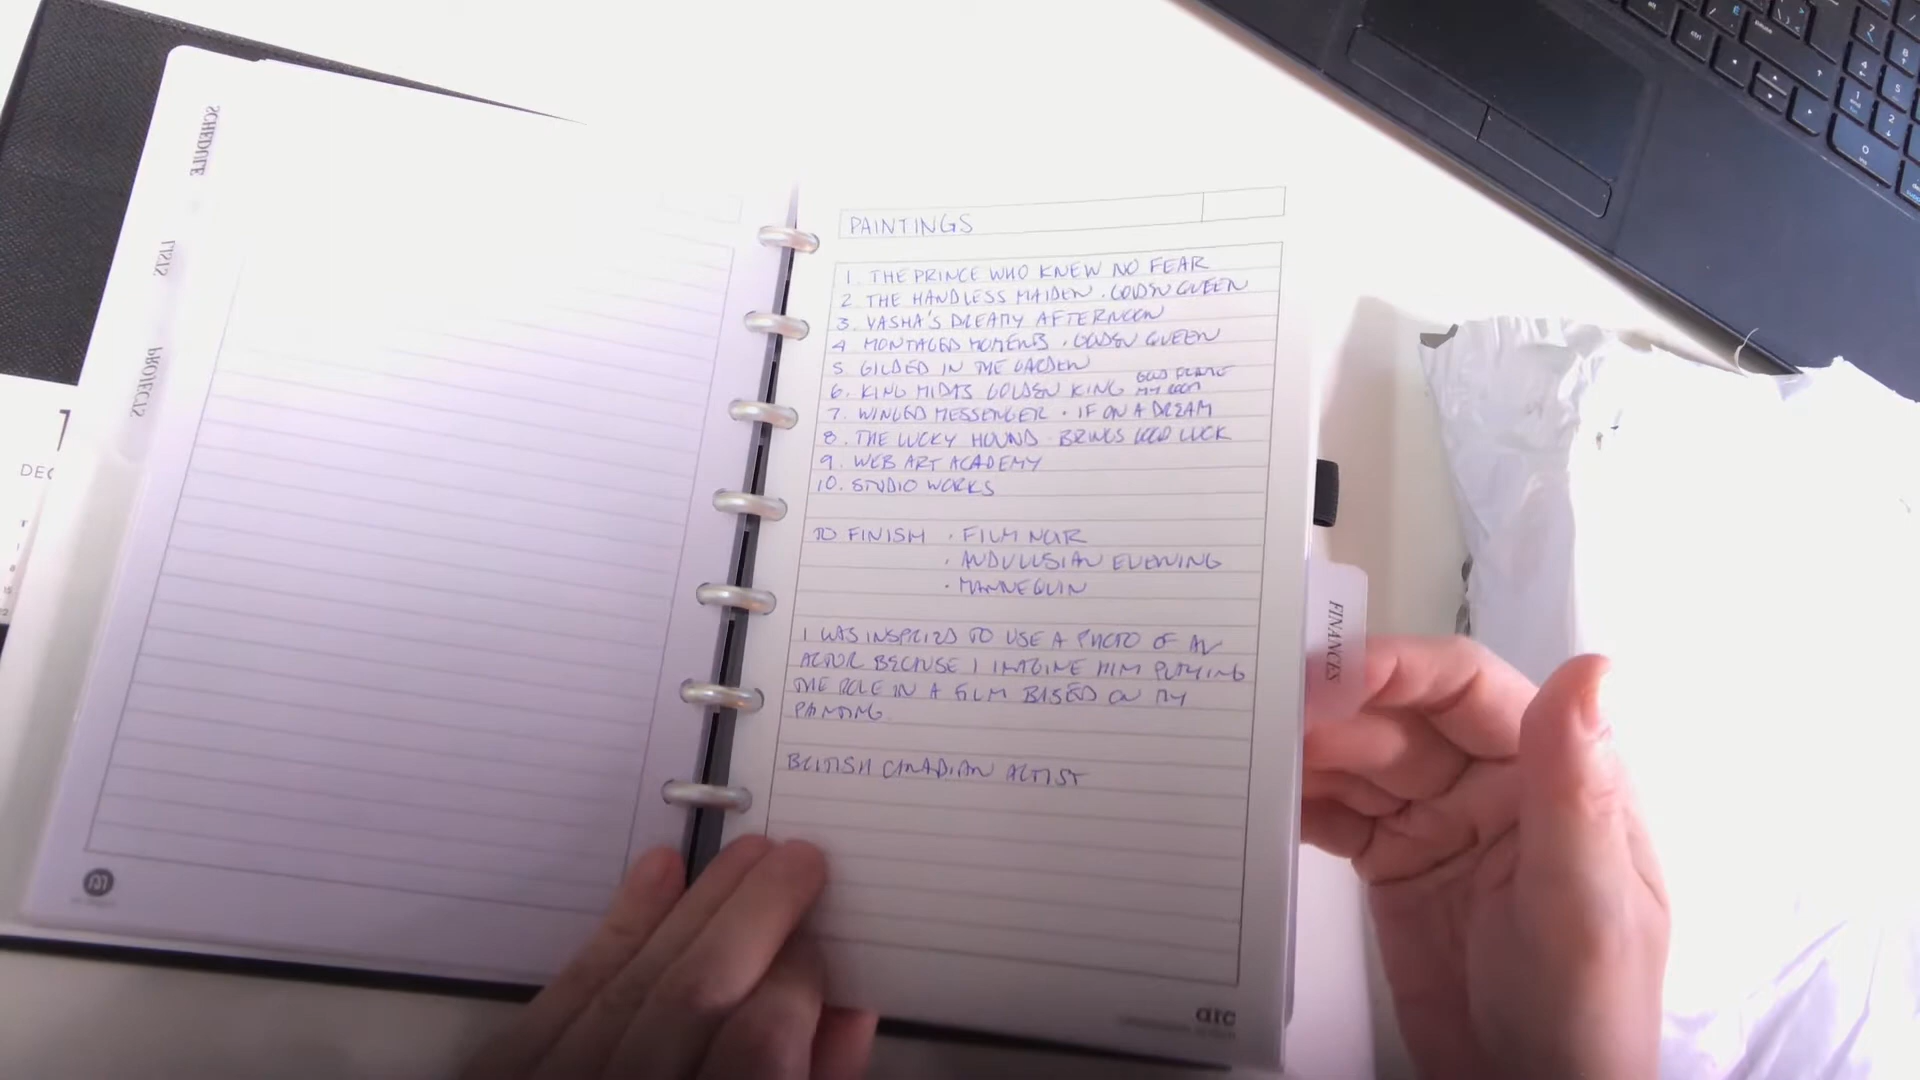 SCHEDULE
LISTS
PROJECTS
DEC
PAINTINGS
1. THE PRINCE WHO KNEW NO FEAR
2. THE HANDLESS MAIDEN . GOLDEN QUEEN
3. VASHA'S DREAMY AFTERNOON
4 MONTAGED MOMENTS . GOLDEN QUEEN
5 GILDED IN THE GARDEN
6. KING MIDAS GOLDEN KING GOLD
7. WINGED MESSENGER . IF ON A DREAM
8. THE LUCKY HOUND - BRINGS GOOD LUCK
9. WEB ART ACADEMY
10. STUDIO WORKS
TO FINISH . FILM NOIR
. ANDULUSIAN EVENING
. MANNEQUIN
I WAS INSPIRED TO USE A PHOTO OF AN
ACTOR BECAUSE I IMAGINE HIM PLAYING
THE ROLE IN A FILM BASED ON MY
PAINTING
BRITISH CANADIAN ARTIST
FINANCES
arc